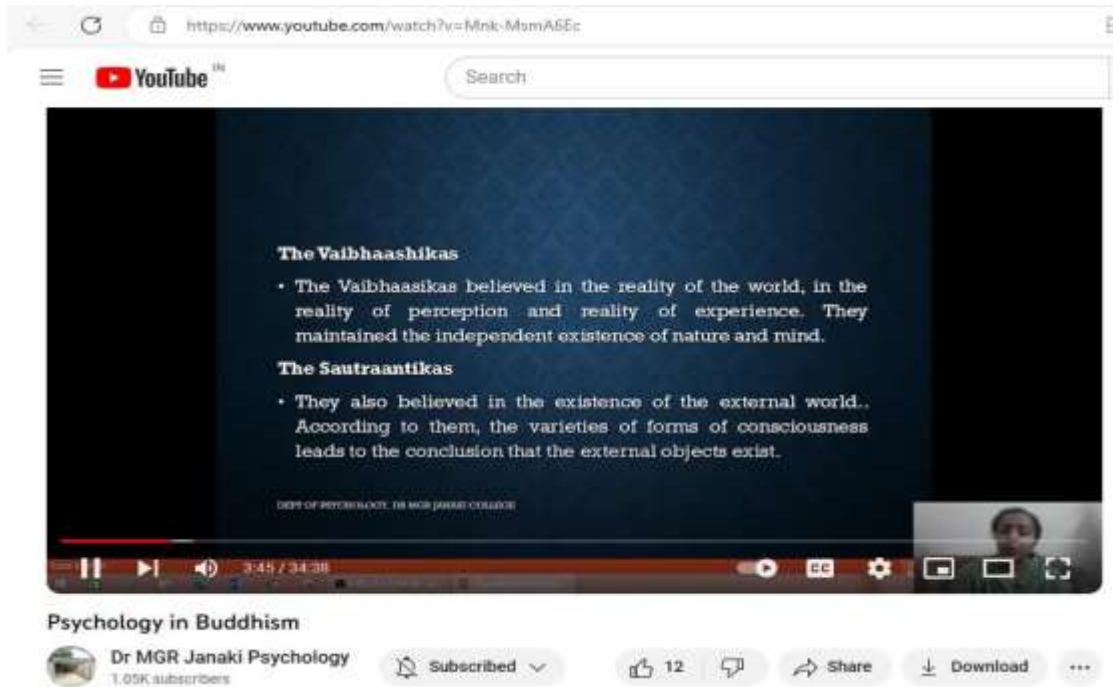 https://www.youtube.com/watch?v=Mnk-MsmA6Ec
YouTube IN
Search
The Vaibhaashikas
• The Vaibhaasikas believed in the reality of the world, in the
reality of perception and reality of experience. They
maintained the independent existence of nature and mind.
The Sautraantikas
• They also believed in the existence of the external world..
According to them, the varieties of forms of consciousness
leads to the conclusion that the external objects exist.
DEPT OF PSYCHOLOGY, DR MGR JANAKI COLLEGE
3:45 / 34:38
CC
Psychology in Buddhism
Dr MGR Janaki Psychology
1.05K subscribers
Subscribed
12
Share
Download